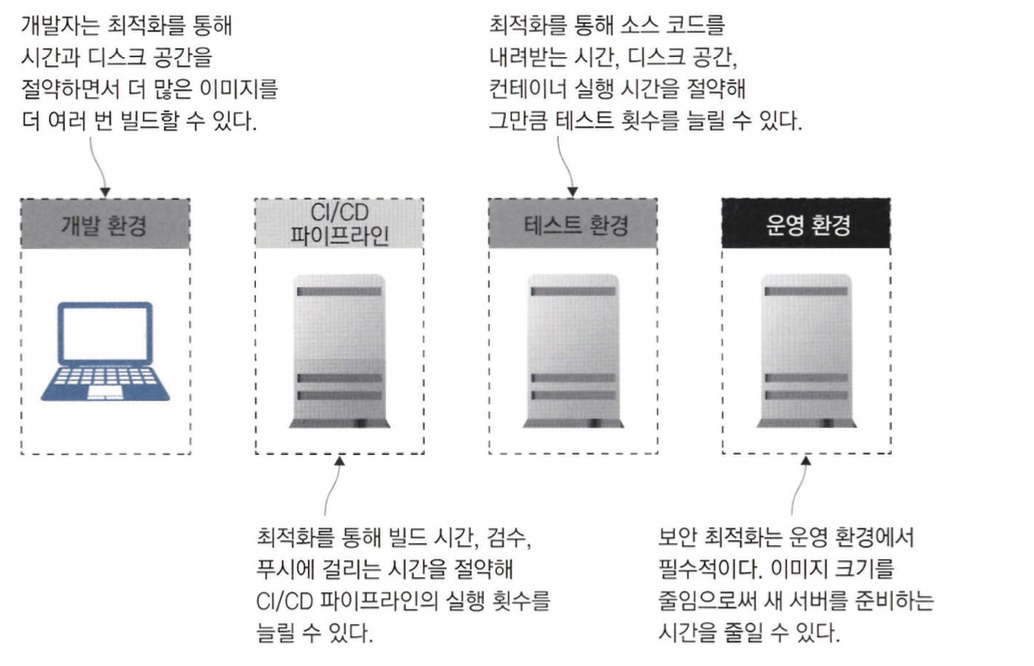 개발자는 최적화를 통해
시간과 디스크 공간을
절약하면서 더 많은 이미지를
더 여러 번 빌드할 수 있다.
최적화를 통해 소스 코드를
내려받는 시간, 디스크 공간,
컨테이너 실행 시간을 절약해
그만큼 테스트 횟수를 늘릴 수 있다.
개발 환경
CI/CD
파이프라인
테스트 환경
운영 환경
최적화를 통해 빌드 시간, 검수,
푸시에 걸리는 시간을 절약해
CI/CD 파이프라인의 실행 횟수를
늘릴 수 있다.
보안 최적화는 운영 환경에서
필수적이다. 이미지 크기를
줄임으로써 새 서버를 준비하는
시간을 줄일 수 있다.